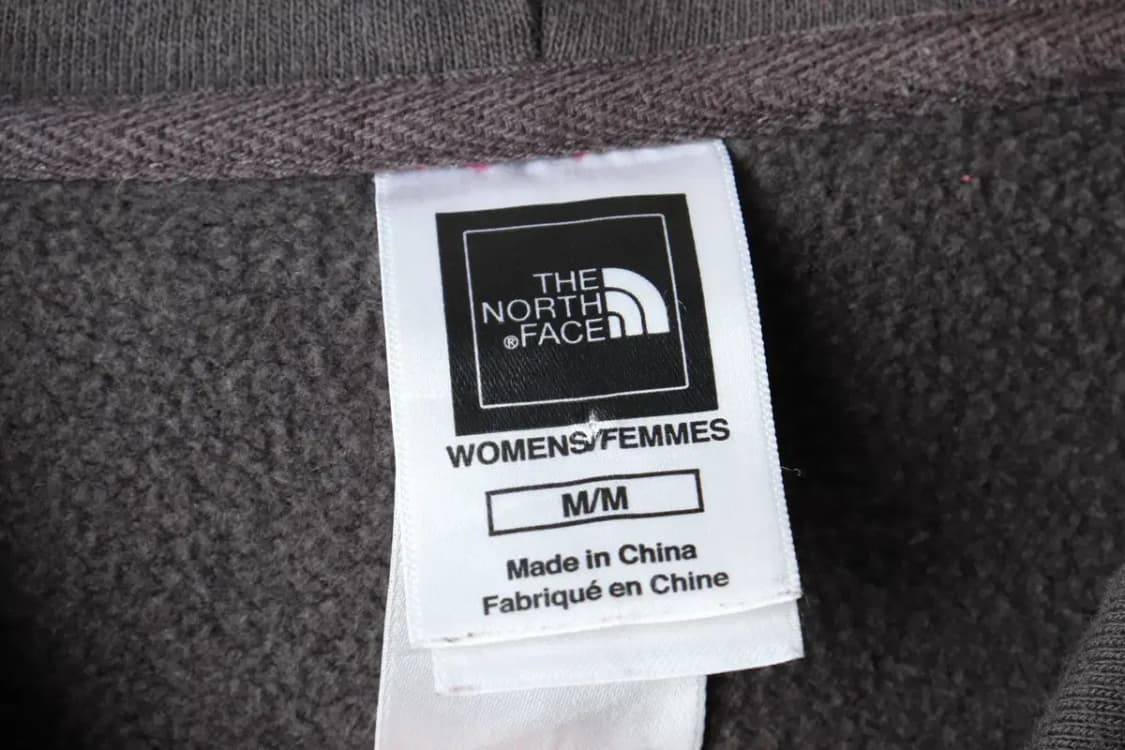 THE
NORTH
®FACE
WOMENS/FEMMES
M/M
Made in China
Fabriqué en Chine